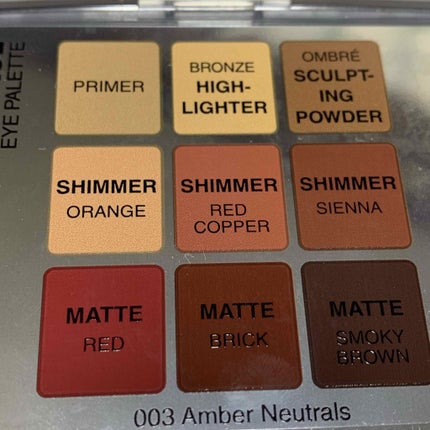 EYE PALETTE
PRIMER
BRONZE
HIGH-
LIGHTER
OMBRÉ
SCULPT-
ING
POWDER
SHIMMER
ORANGE
SHIMMER
RED
COPPER
SHIMMER
SIENNA
MATTE
RED
MATTE
BRICK
MATTE
SMOKY
BROWN
003 Amber Neutrals